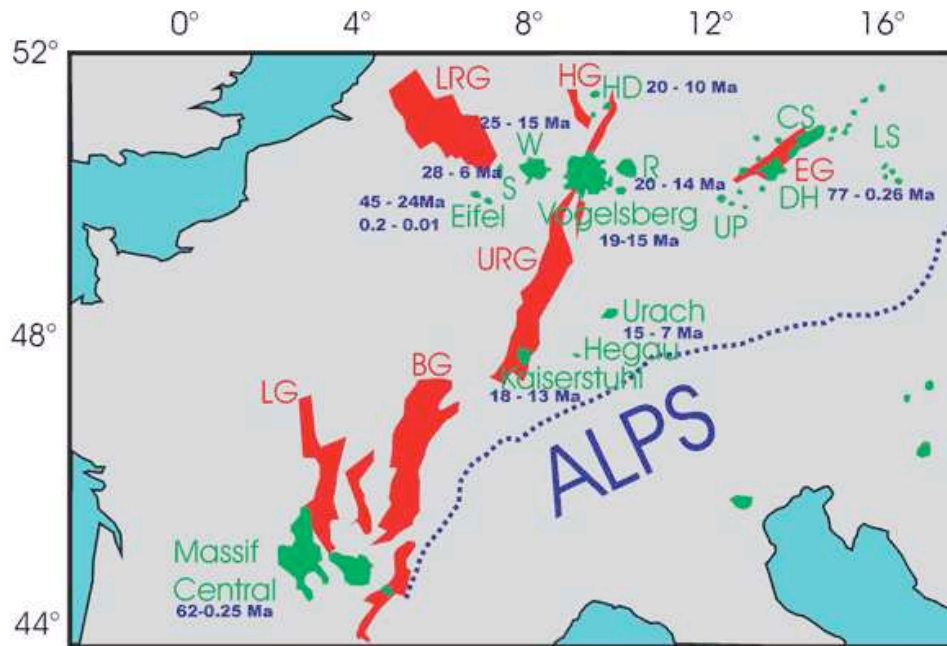 0° 4° 8° 12° 16°
52°
LRG
HG
HD
20 - 10 Ma
25 - 15 Ma
W
CS
LS
28 - 6 Ma
S
R
EG
45 - 24Ma
20 - 14 Ma
DH
77 - 0.26 Ma
0.2 - 0.01
Eifel
Vogelsberg
UP
19-15 Ma
URG
Urach
48°
15 - 7 Ma
Hegau
BG
Kaiserstuhl
LG
18 - 13 Ma
ALPS
Massif
Central
62-0.25 Ma
44°